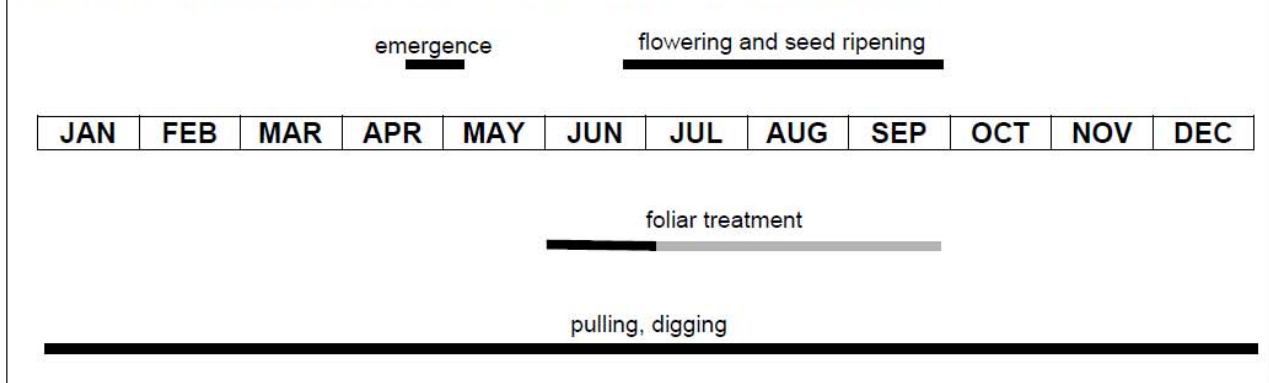 emergence
flowering and seed ripening
JAN FEB MAR APR MAY JUN JUL AUG SEP OCT NOV DEC
foliar treatment
pulling, digging